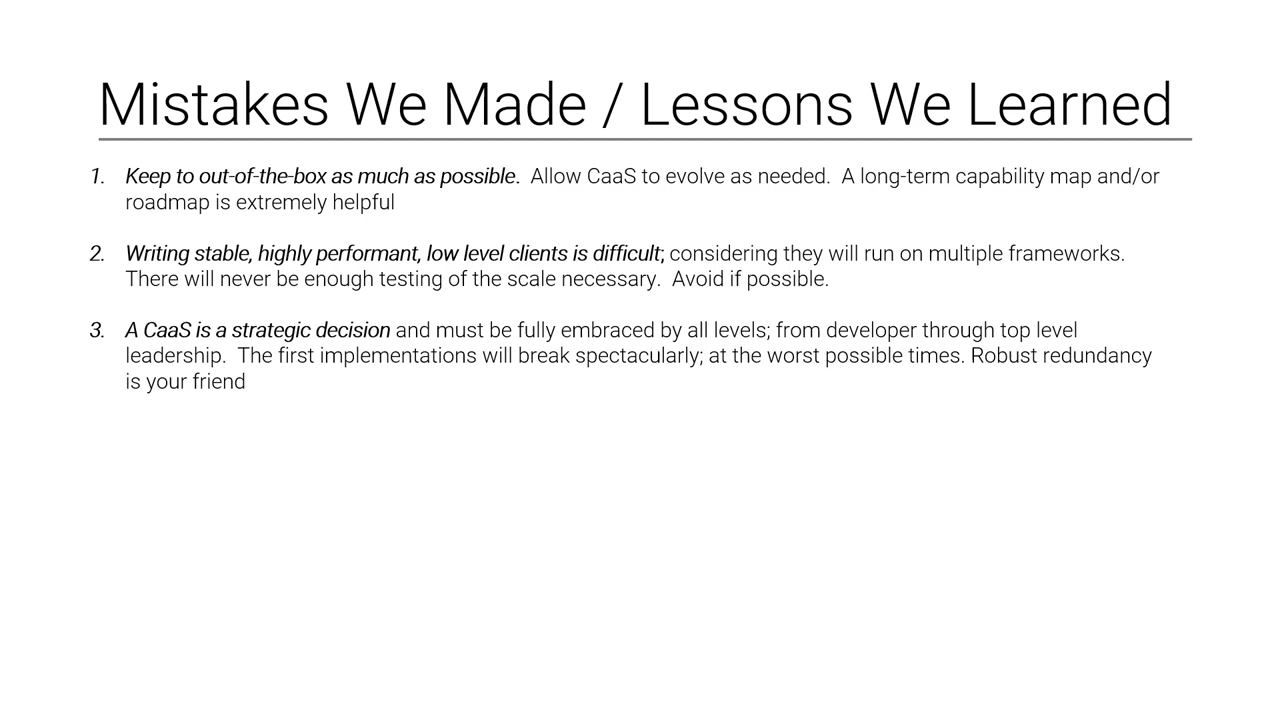 Mistakes We Made / Lessons We Learned
1. Keep to out-of-the-box as much as possible.  Allow CaaS to evolve as needed.  A long-term capability map and/or
roadmap is extremely helpful
2. Writing stable, highly performant, low level clients is difficult; considering they will run on multiple frameworks.
There will never be enough testing of the scale necessary.  Avoid if possible.
3. A CaaS is a strategic decision and must be fully embraced by all levels; from developer through top level
leadership.  The first implementations will break spectacularly; at the worst possible times. Robust redundancy
is your friend